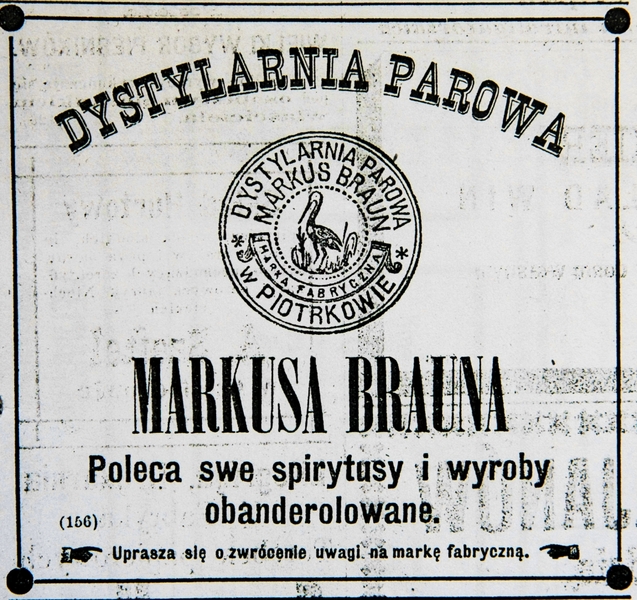 DYSTYLARNIA PAROWA
DYSTYLARNIA PAROWA
MARKUS BRAUN
MARKA FABRYCZNA
* W PIOTRKOWIE *
MARKUSA BRAUNA
Poleca swe spirytusy i wyroby
obanderolowane.
(156)
Uprasza się o zwrócenie uwagi na markę fabryczną.